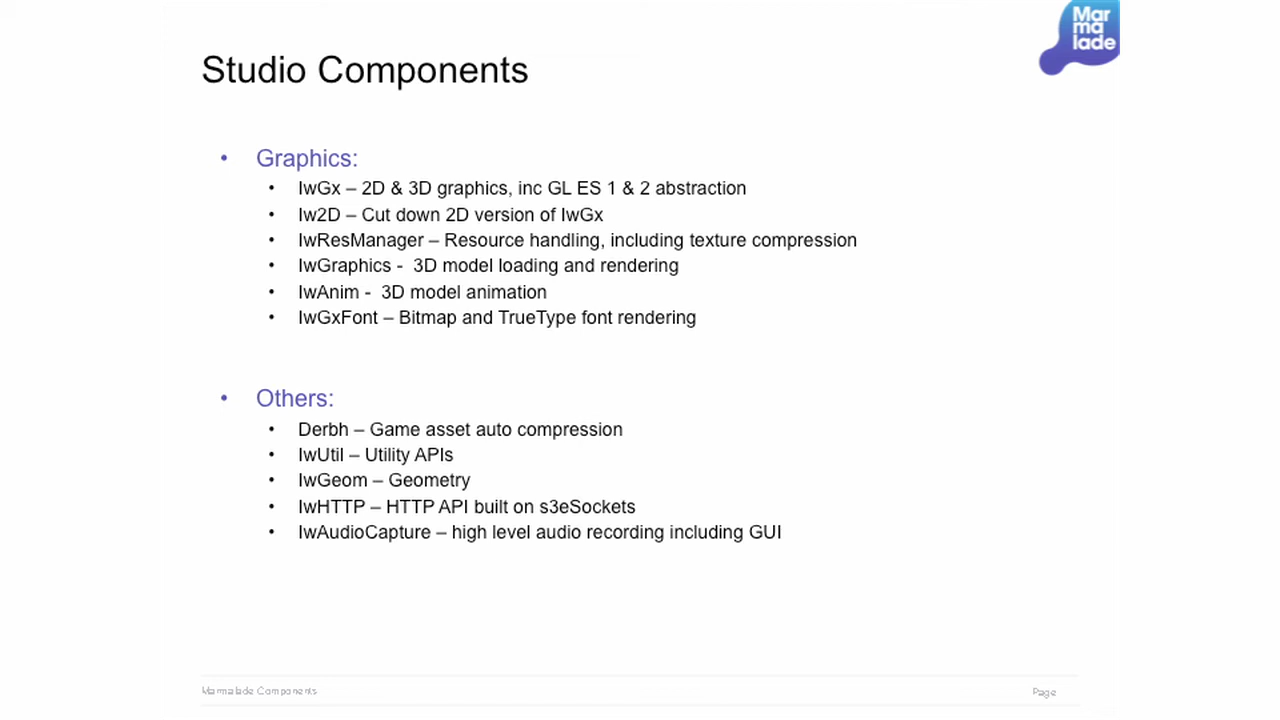 Mar
ma
lade
Studio Components
• Graphics:
• IwGx – 2D & 3D graphics, inc GL ES 1 & 2 abstraction
• Iw2D – Cut down 2D version of IwGx
• IwResManager – Resource handling, including texture compression
• IwGraphics - 3D model loading and rendering
• IwAnim - 3D model animation
• IwGxFont – Bitmap and TrueType font rendering
• Others:
• Derbh – Game asset auto compression
• IwUtil – Utility APIs
• IwGeom – Geometry
• IwHTTP – HTTP API built on s3eSockets
• IwAudioCapture – high level audio recording including GUI
Marmalade Components
Page